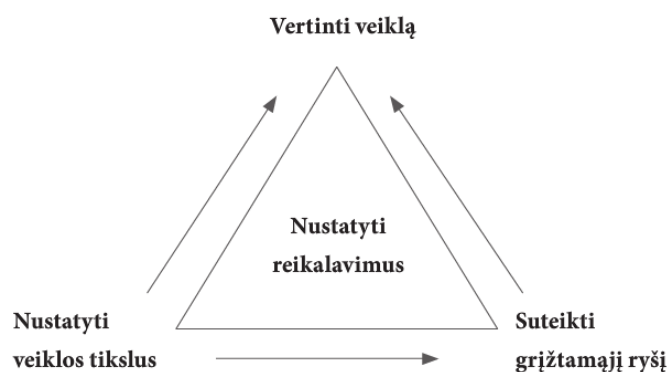 Vertinti veiklą
Nustatyti
reikalavimus
Nustatyti
veiklos tikslus
Suteikti
grįžtamąjį ryšį